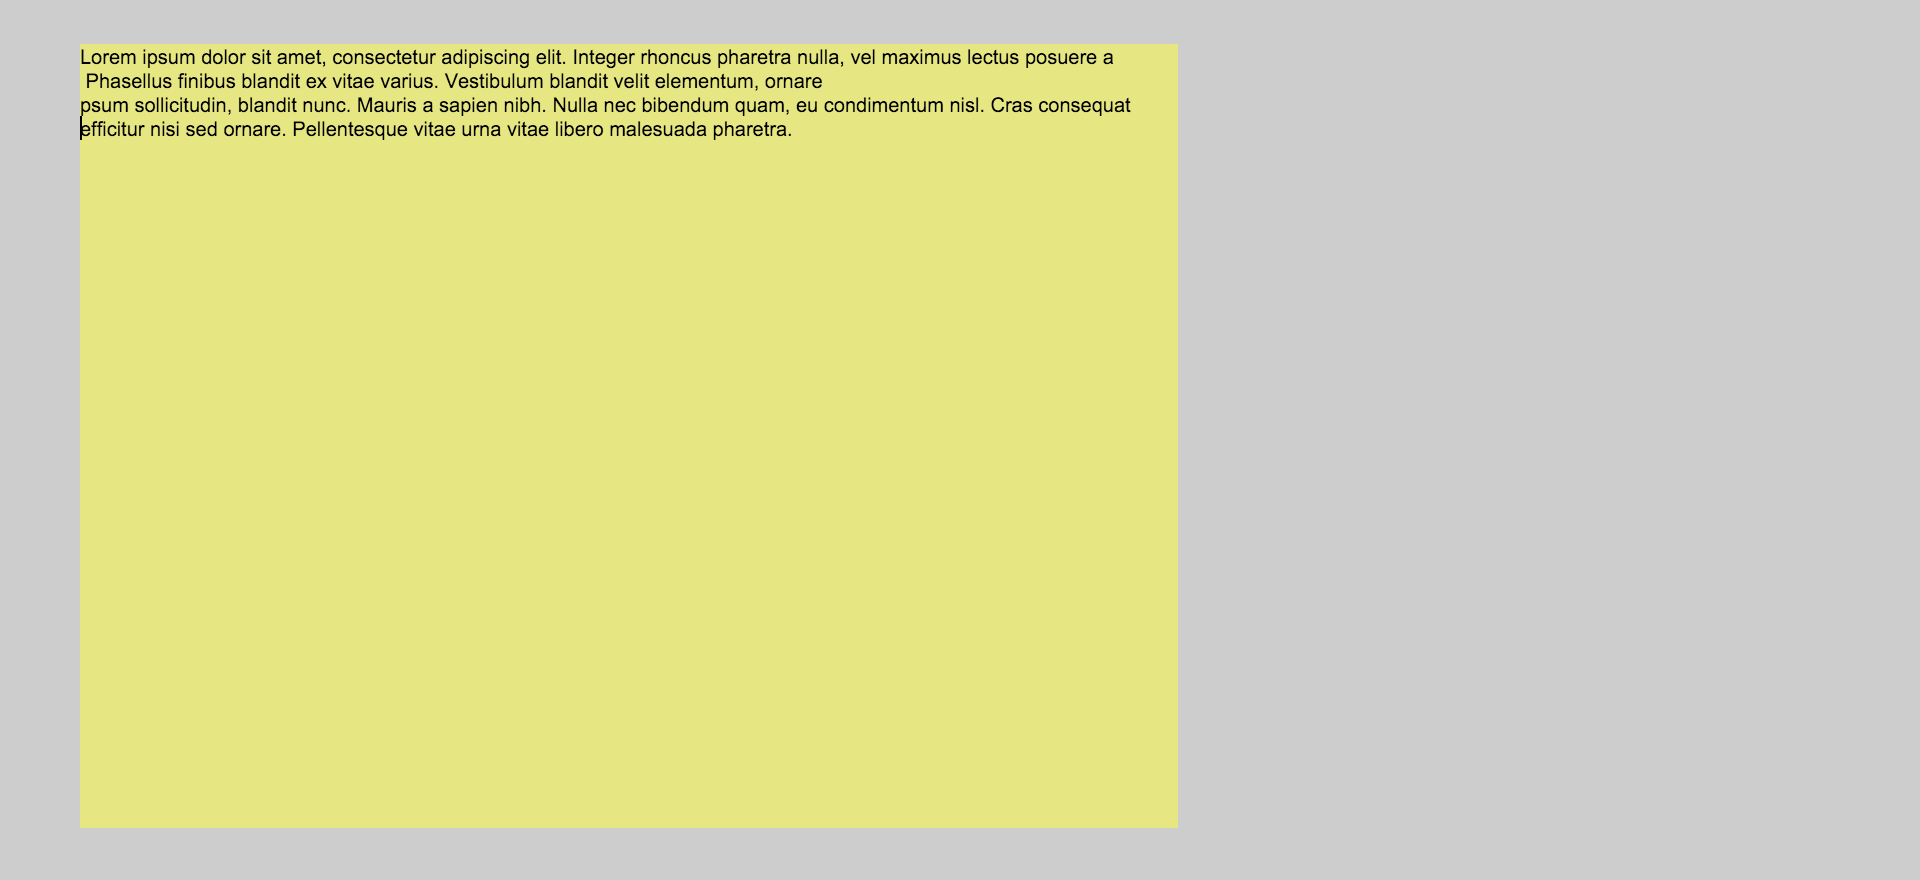 Lorem ipsum dolor sit amet, consectetur adipiscing elit. Integer rhoncus pharetra nulla, vel maximus lectus posuere a
Phasellus finibus blandit ex vitae varius. Vestibulum blandit velit elementum, ornare
psum sollicitudin, blandit nunc. Mauris a sapien nibh. Nulla nec bibendum quam, eu condimentum nisl. Cras consequat
efficitur nisi sed ornare. Pellentesque vitae urna vitae libero malesuada pharetra.